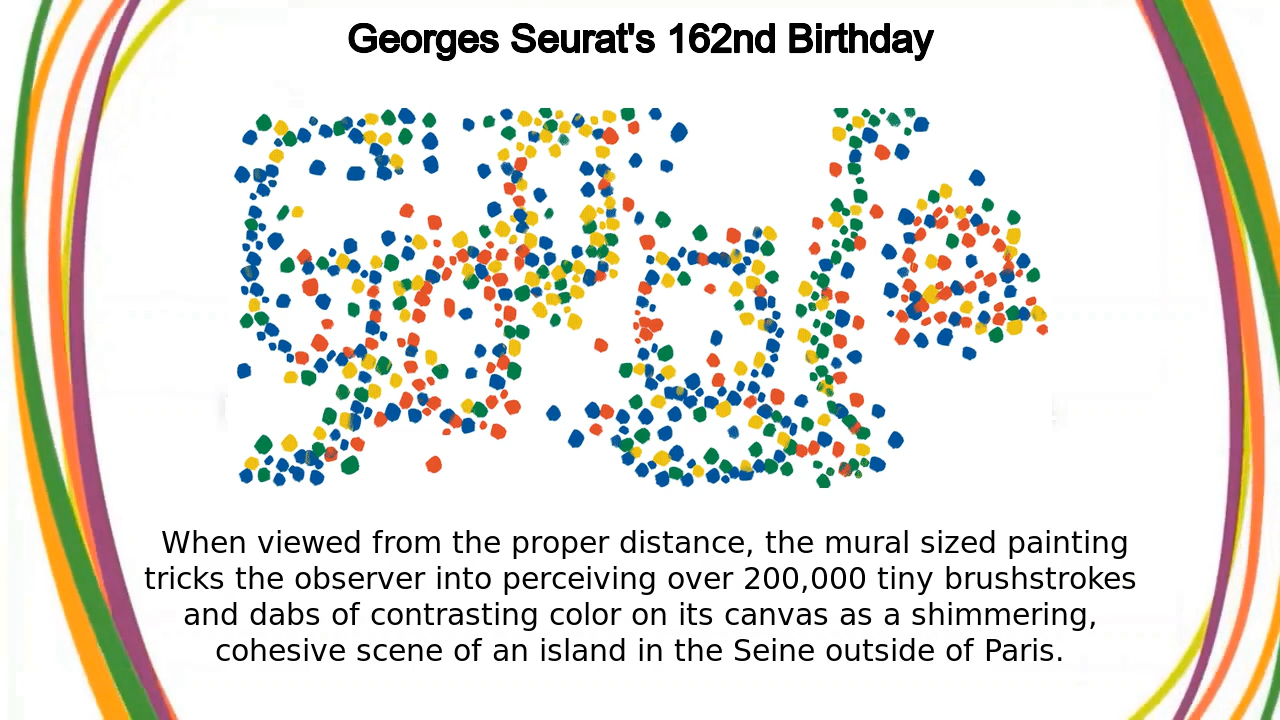 Georges Seurat's 162nd Birthday
When viewed from the proper distance, the mural sized painting
tricks the observer into perceiving over 200,000 tiny brushstrokes
and dabs of contrasting color on its canvas as a shimmering,
cohesive scene of an island in the Seine outside of Paris.